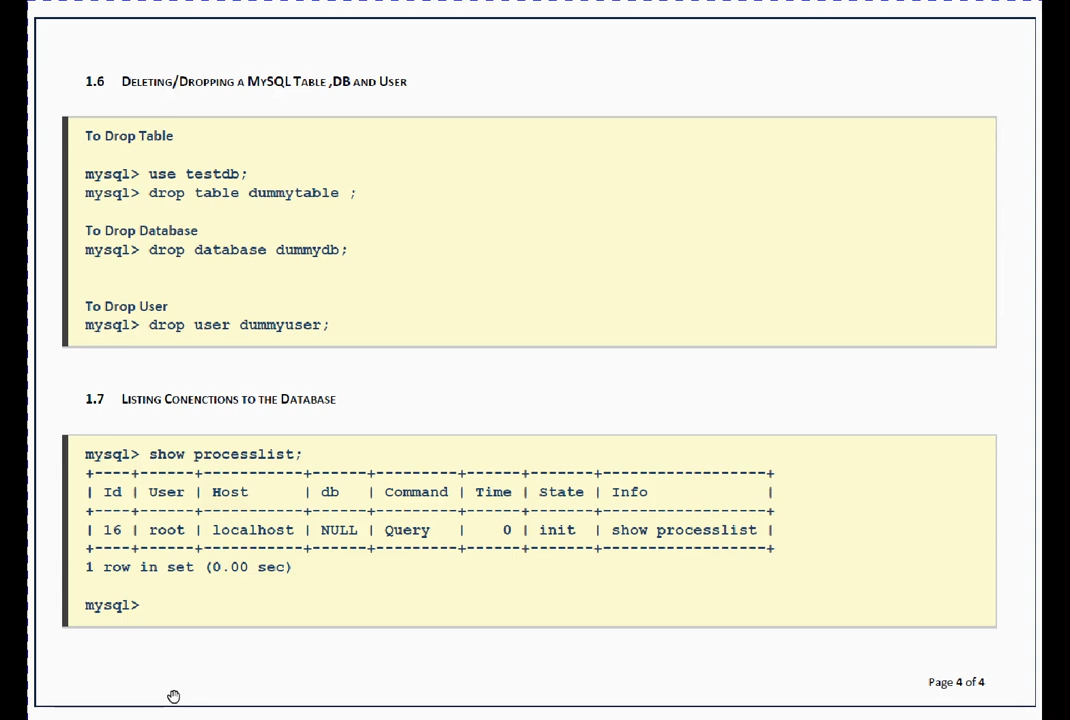 1.6 Deleting/Dropping a MySQL Table ,DB and User
To Drop Table
mysql> use testdb;
mysql> drop table dummytable ;
To Drop Database
mysql> drop database dummydb;
To Drop User
mysql> drop user dummyuser;
1.7 Listing Conenctions to the Database
mysql> show processlist;
+----+------+-----------+------+---------+------+-------+------------------+
| Id | User | Host      | db   | Command | Time | State | Info             |
+----+------+-----------+------+---------+------+-------+------------------+
| 16 | root | localhost | NULL | Query   |    0 | init  | show processlist |
+----+------+-----------+------+---------+------+-------+------------------+
1 row in set (0.00 sec)
mysql>
Page 4 of 4